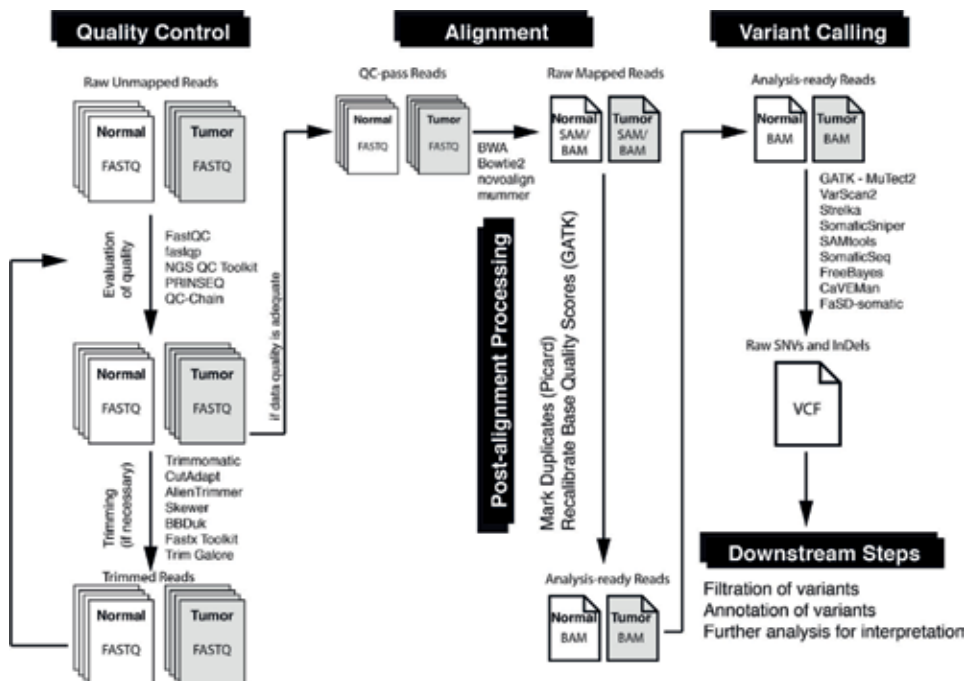 Quality Control
Raw Unmapped Reads
Normal
FASTQ
Tumor
FASTQ
Evaluation
of quality
FastQC
fastqp
NGS QC Toolkit
PRINSEQ
QC-Chain
Normal
FASTQ
Tumor
FASTQ
if data quality is adequate
Trimming
(if necessary)
Trimmomatic
CutAdapt
AlienTrimmer
Skewer
BBDuk
Fastx Toolkit
Trim Galore
Trimmed Reads
Normal
FASTQ
Tumor
FASTQ
Alignment
QC-pass Reads
Normal
FASTQ
Tumor
FASTQ
BWA
Bowtie2
novoalign
mummer
Raw Mapped Reads
Normal
SAM/
BAM
Tumor
SAM/
BAM
Post-alignment Processing
Mark Duplicates (Picard)
Recalibrate Base Quality Scores (GATK)
Analysis-ready Reads
Normal
BAM
Tumor
BAM
Variant Calling
Analysis-ready Reads
Normal
BAM
Tumor
BAM
GATK - MuTect2
VarScan2
Strelka
SomaticSniper
SAMtools
SomaticSeq
FreeBayes
CaVEMan
FaSD-somatic
Raw SNVs and InDels
VCF
Downstream Steps
Filtration of variants
Annotation of variants
Further analysis for interpretation